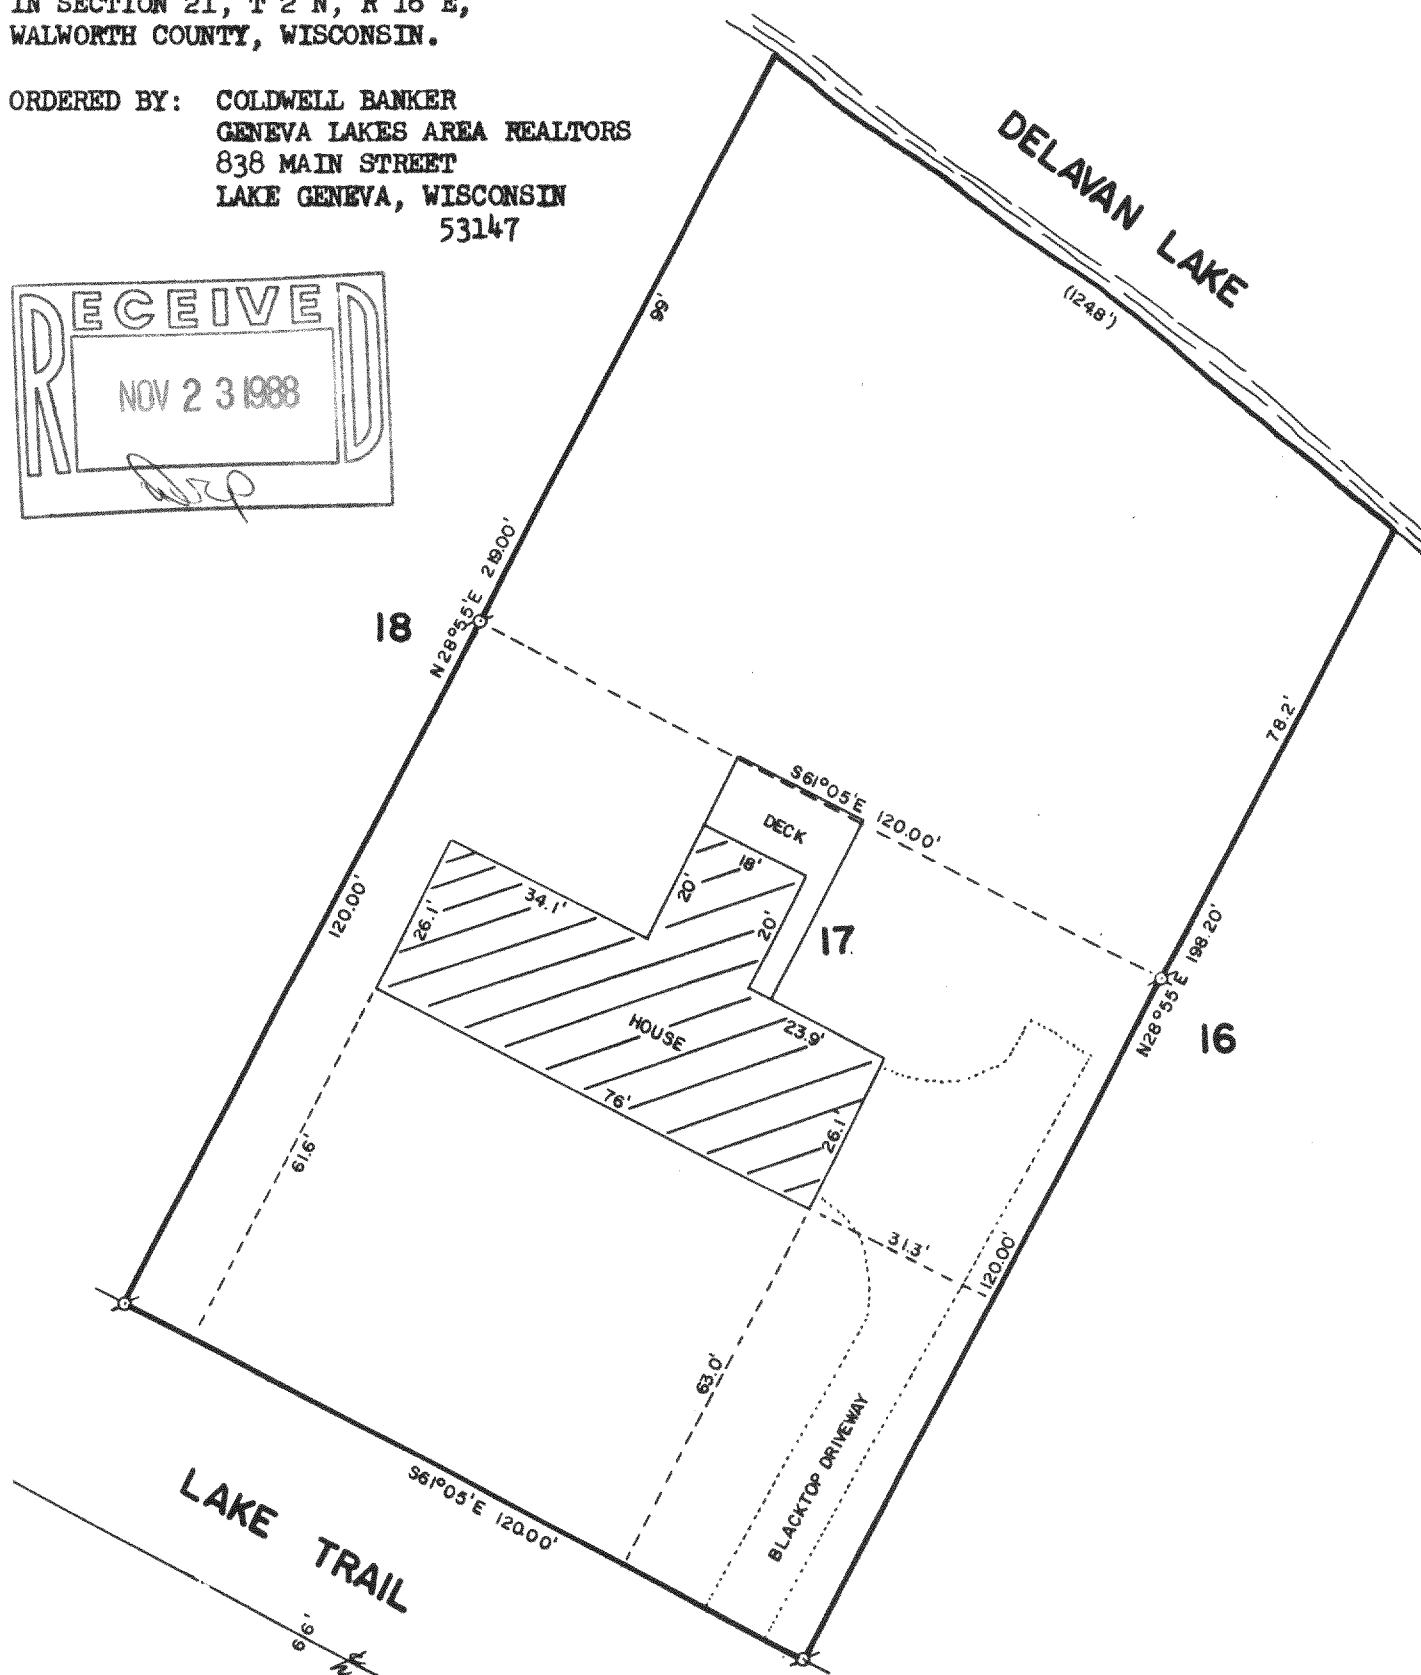 IN SECTION 21, T 2 N, R 16 E,
WALWORTH COUNTY, WISCONSIN.
ORDERED BY: COLDWELL BANKER
GENEVA LAKES AREA REALTORS
838 MAIN STREET
LAKE GENEVA, WISCONSIN
53147
RECEIVED
NOV 23 1988
DELAVAN LAKE
(124.8')
99'
N 28°55'E 219.00'
18
78.2'
S61°05'E 120.00'
DECK
18'
20'
20'
34.1'
26.1'
120.00'
17
N28°55'E 198.20'
16
23.9'
HOUSE
76'
26.1'
61.6'
31.3'
120.00'
63.0'
BLACKTOP DRIVEWAY
S61°05'E 120.00'
LAKE TRAIL
66'